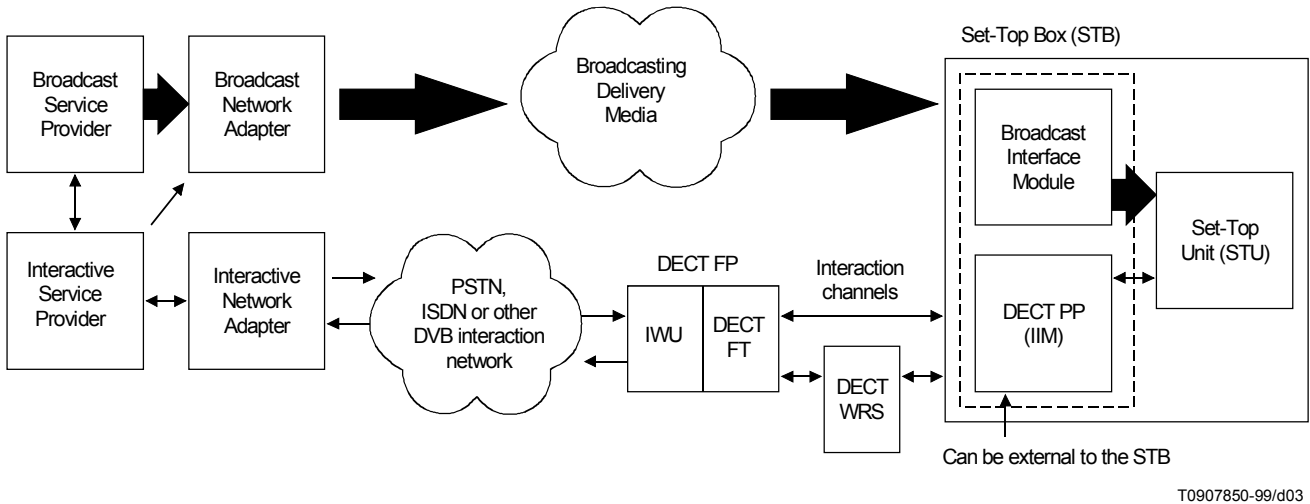 Set-Top Box (STB)
Broadcast
Service
Provider
Broadcast
Network
Adapter
Broadcasting
Delivery
Media
Broadcast
Interface
Module
Set-Top
Unit (STU)
Interactive
Service
Provider
Interactive
Network
Adapter
PSTN,
ISDN or other
DVB interaction
network
DECT FP
IWU
DECT
FT
Interaction
channels
DECT
WRS
DECT PP
(IIM)
Can be external to the STB
T0907850-99/d03